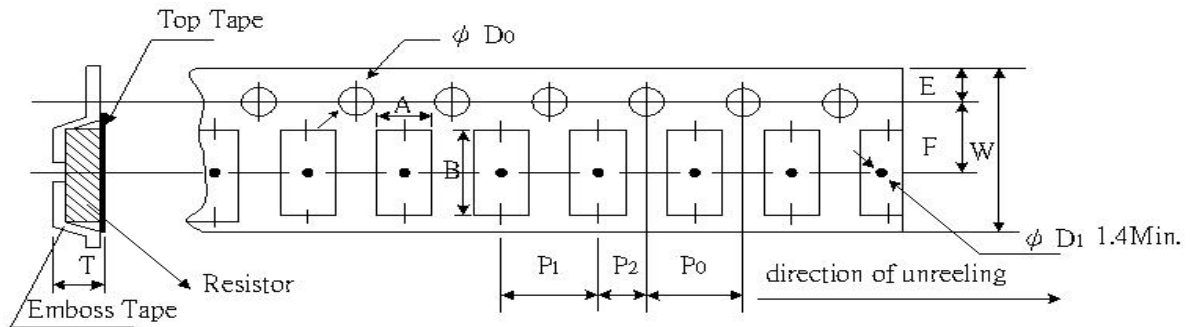 Top Tape
ϕ D₀
A
E
B
F
W
ϕ D₁ 1.4Min.
T
Resistor
P₁
P₂
P₀
direction of unreeling
Emboss Tape